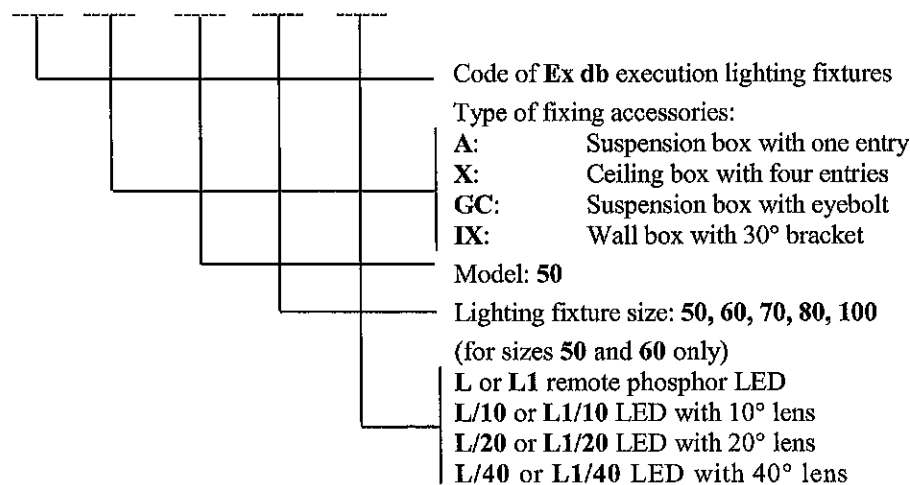 Code of Ex db execution lighting fixtures
Type of fixing accessories:
A: Suspension box with one entry
X: Ceiling box with four entries
GC: Suspension box with eyebolt
IX: Wall box with 30° bracket
Model: 50
Lighting fixture size: 50, 60, 70, 80, 100
(for sizes 50 and 60 only)
L or L1 remote phosphor LED
L/10 or L1/10 LED with 10° lens
L/20 or L1/20 LED with 20° lens
L/40 or L1/40 LED with 40° lens